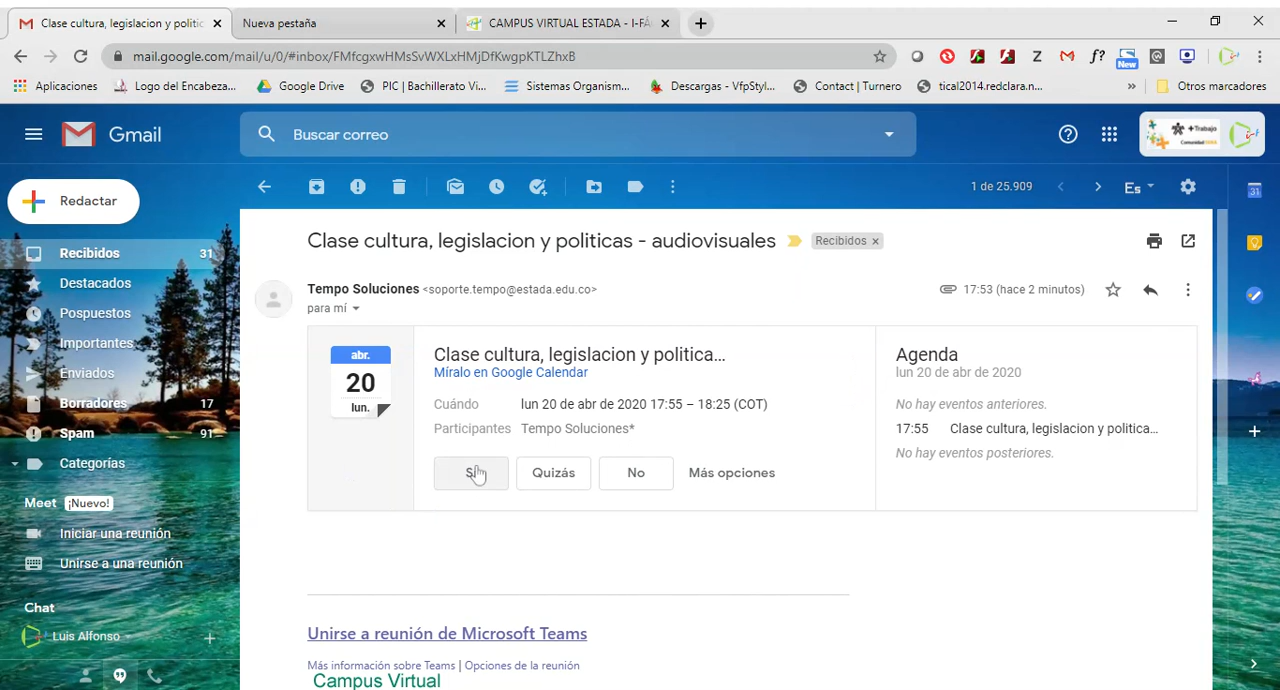 Clase cultura, legislacion y politic
Nueva pestaña
CAMPUS VIRTUAL ESTADA - I-FÁ
mail.google.com/mail/u/0/#inbox/FMfcgxwHMsSvWXLxHMjDfKwgpKTLZhxB
Z
f?
New
Aplicaciones
Logo del Encabeza...
Google Drive
PIC | Bachillerato Vi...
Sistemas Organism...
Descargas - VfpStyl...
Contact | Turnero
tical2014.redclara.n...
»
Otros marcadores
Gmail
Buscar correo
+Trabajo
Redactar
1 de 25.909
Es
31
Clase cultura, legislacion y politicas - audiovisuales
Recibidos x
Recibidos 31
Destacados
Pospuestos
Importantes
Enviados
Borradores 17
Spam 91
Categorías
Meet ¡Nuevo!
Iniciar una reunión
Unirse a una reunión
Chat
Luis Alfonso
Tempo Soluciones <soporte.tempo@estada.edu.co>
17:53 (hace 2 minutos)
para mí
abr.
20
lun.
Clase cultura, legislacion y politica...
Míralo en Google Calendar
Cuándo lun 20 de abr de 2020 17:55 – 18:25 (COT)
Participantes Tempo Soluciones*
Quizás
No
Más opciones
Agenda
lun 20 de abr de 2020
No hay eventos anteriores.
17:55 Clase cultura, legislacion y politica...
No hay eventos posteriores.
Unirse a reunión de Microsoft Teams
Más información sobre Teams | Opciones de la reunión
Campus Virtual